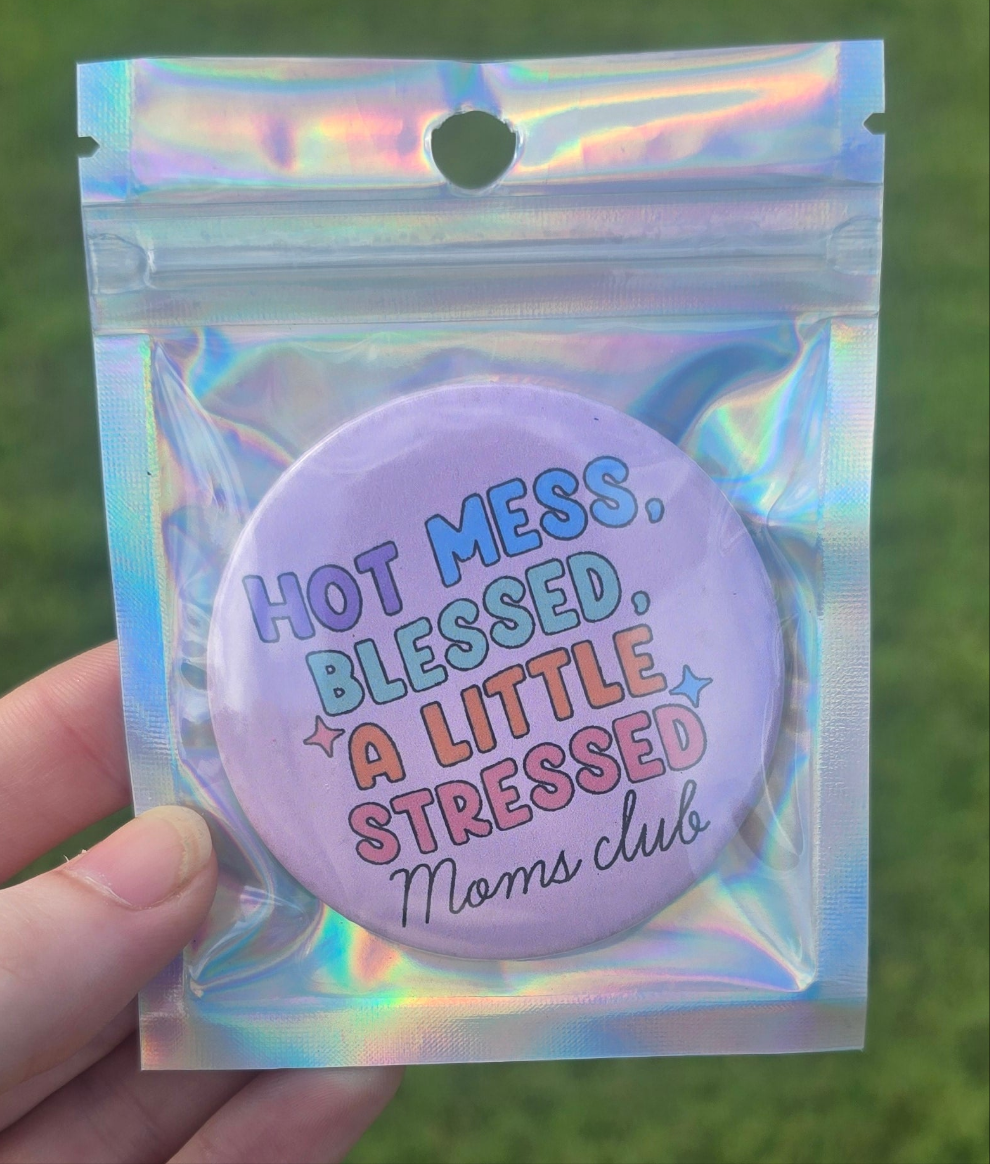 HOT MESS,
BLESSED,
A LITTLE
STRESSED
Moms club